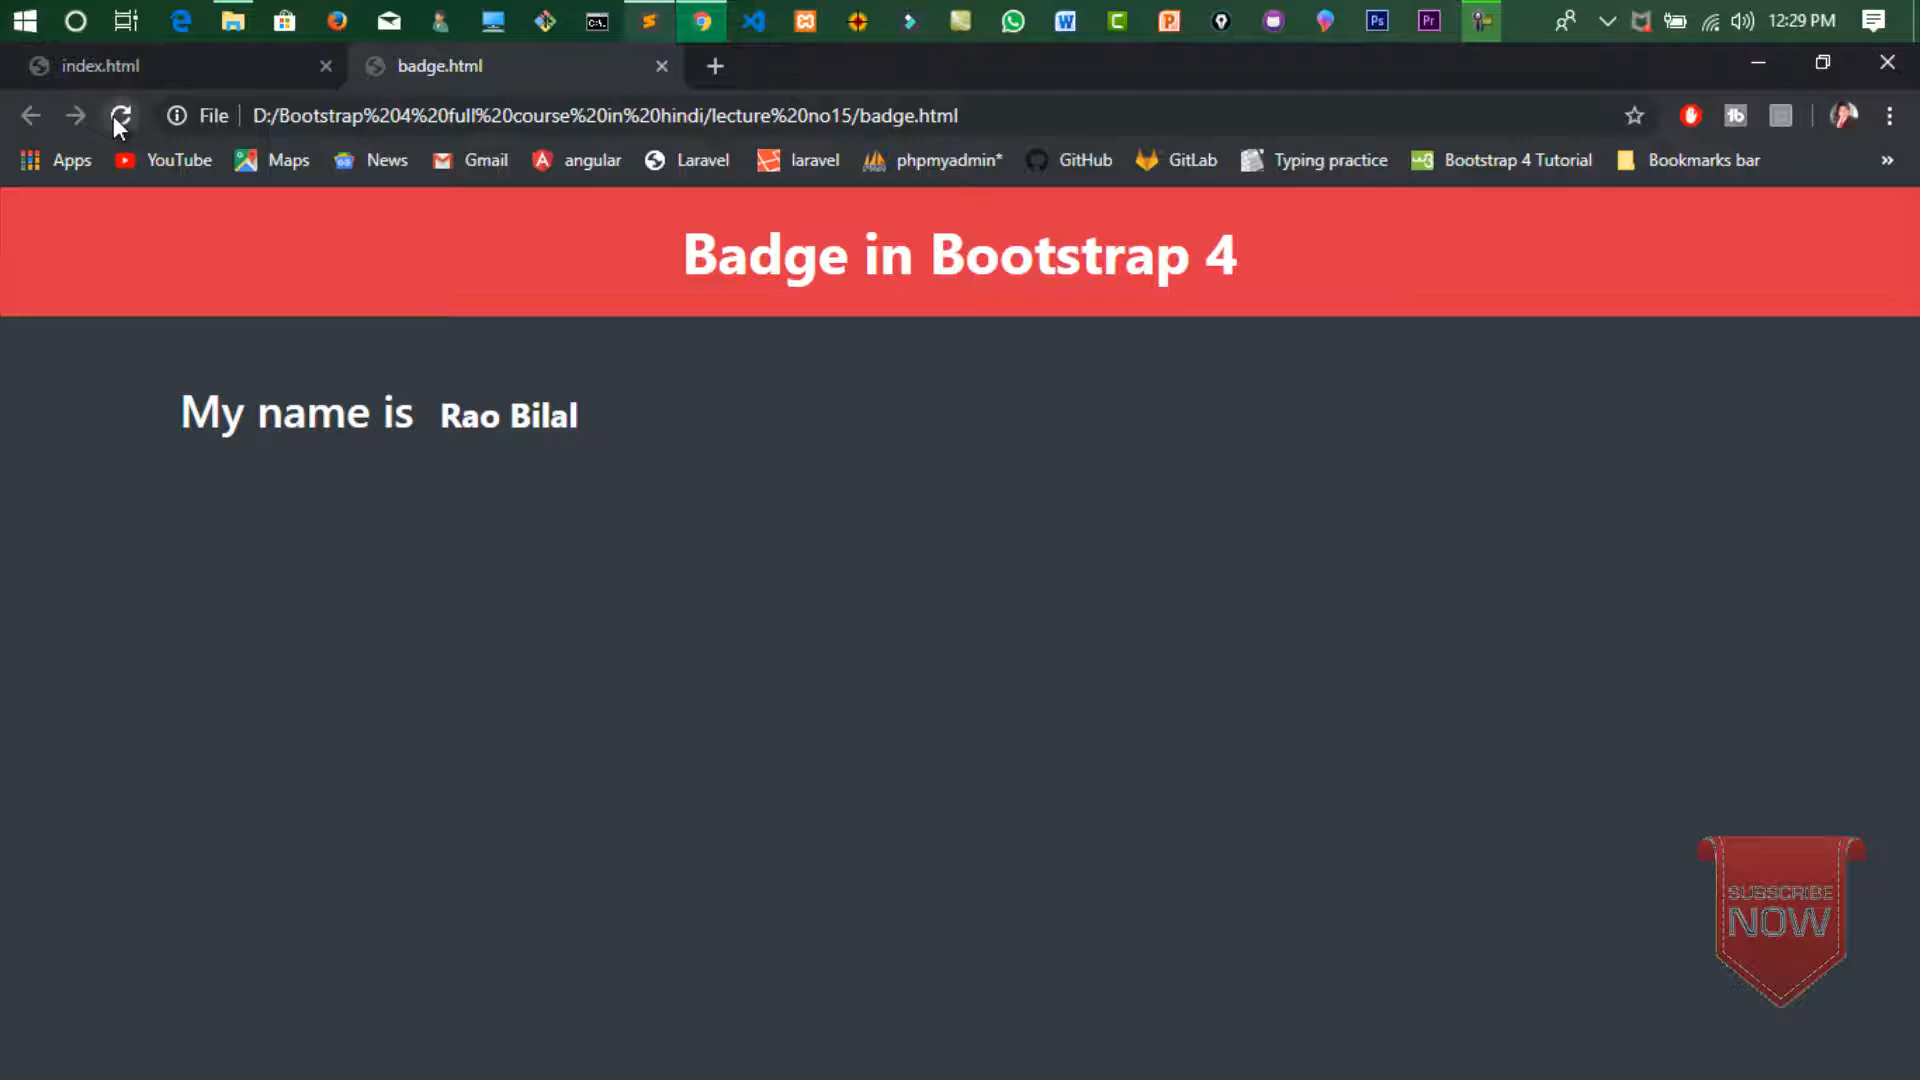 12:29 PM
index.html badge.html
File D:/Bootstrap%204%20full%20course%20in%20hindi/lecture%20no15/badge.html
Apps YouTube Maps News Gmail angular Laravel laravel phpmyadmin* GitHub GitLab Typing practice Bootstrap 4 Tutorial Bookmarks bar »
Badge in Bootstrap 4
My name is Rao Bilal
SUBSCRIBE
NOW